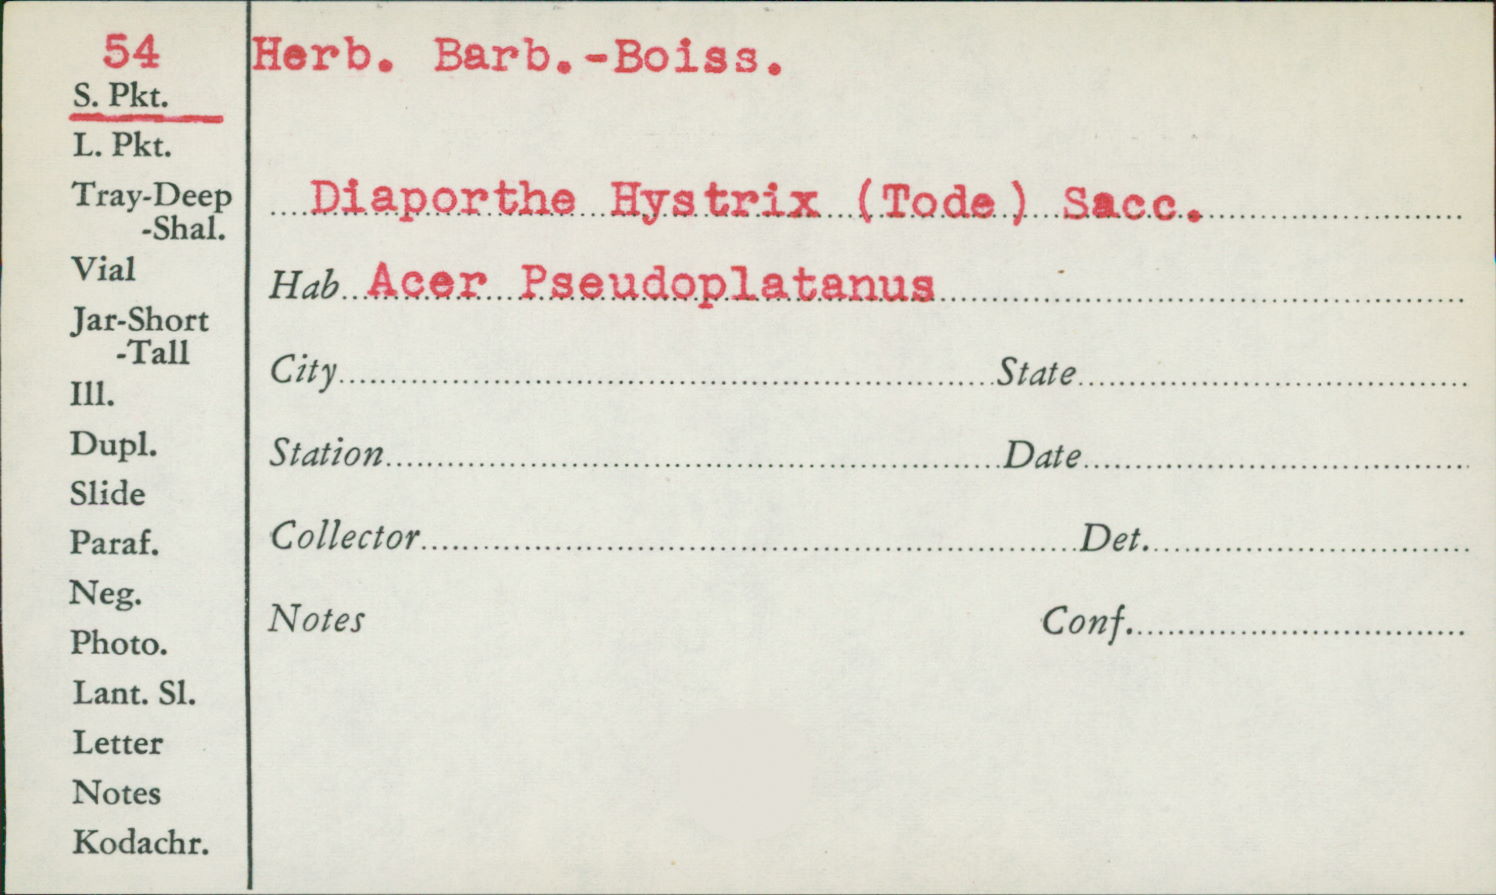 54
S. Pkt.
L. Pkt.
Tray-Deep
-Shal.
Vial
Jar-Short
-Tall
Ill.
Dupl.
Slide
Paraf.
Neg.
Photo.
Lant. Sl.
Letter
Notes
Kodachr.
Herb. Barb.-Boiss.
Diaporthe Hystrix (Tode) Sacc.
Hab. Acer Pseudoplatanus
City State
Station Date
Collector Det.
Notes Conf.